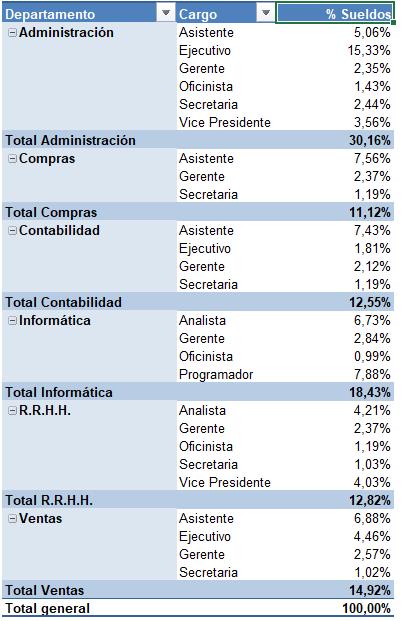 Departamento Cargo % Sueldos
Administración Asistente 5,06%
Ejecutivo 15,33%
Gerente 2,35%
Oficinista 1,43%
Secretaria 2,44%
Vice Presidente 3,56%
Total Administración 30,16%
Compras Asistente 7,56%
Gerente 2,37%
Secretaria 1,19%
Total Compras 11,12%
Contabilidad Asistente 7,43%
Ejecutivo 1,81%
Gerente 2,12%
Secretaria 1,19%
Total Contabilidad 12,55%
Informática Analista 6,73%
Gerente 2,84%
Oficinista 0,99%
Programador 7,88%
Total Informática 18,43%
R.R.H.H. Analista 4,21%
Gerente 2,37%
Oficinista 1,19%
Secretaria 1,03%
Vice Presidente 4,03%
Total R.R.H.H. 12,82%
Ventas Asistente 6,88%
Ejecutivo 4,46%
Gerente 2,57%
Secretaria 1,02%
Total Ventas 14,92%
Total general 100,00%